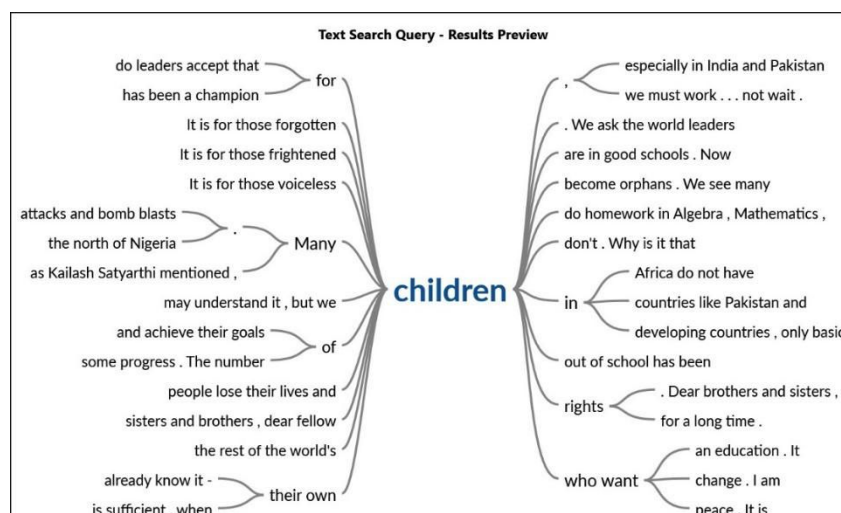 Text Search Query - Results Preview
do leaders accept that
has been a champion
for
It is for those forgotten
It is for those frightened
It is for those voiceless
attacks and bomb blasts
the north of Nigeria
.
as Kailash Satyarthi mentioned ,
Many
may understand it , but we
and achieve their goals
some progress . The number
of
people lose their lives and
sisters and brothers , dear fellow
the rest of the world's
already know it -
is sufficient . when
their own
children
,
especially in India and Pakistan
we must work . . . not wait .
. We ask the world leaders
are in good schools . Now
become orphans . We see many
do homework in Algebra , Mathematics ,
don't . Why is it that
in
Africa do not have
countries like Pakistan and
developing countries , only basic
out of school has been
rights
. Dear brothers and sisters ,
for a long time .
who want
an education . It
change . I am
peace . It is